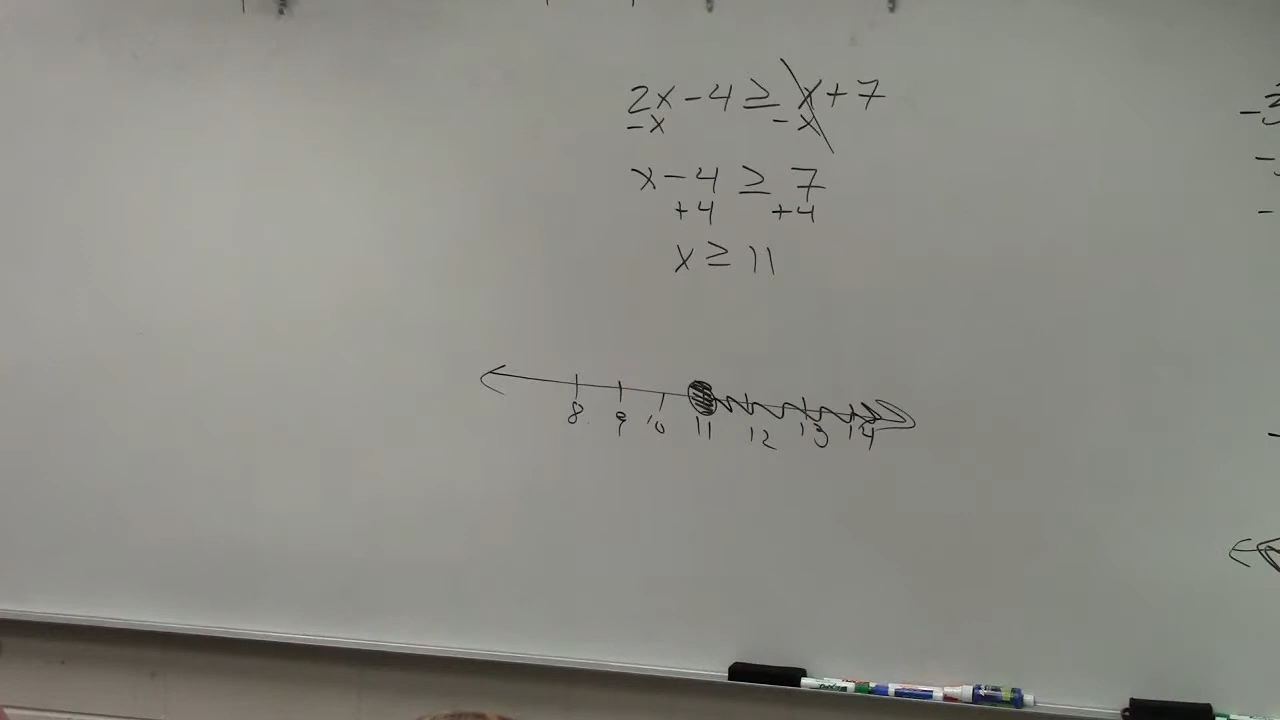 2x - 4 ≥ x + 7
-x - x
x - 4 ≥ 7
+4 +4
x ≥ 11
8 9 10 11 12 13 14